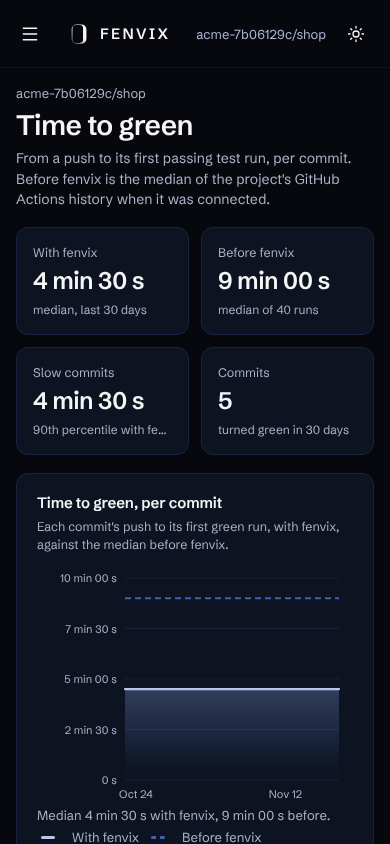 FENVIX
acme-7b06129c/shop
acme-7b06129c/shop
Time to green
From a push to its first passing test run, per commit.
Before fenvix is the median of the project's GitHub
Actions history when it was connected.
With fenvix
4 min 30 s
median, last 30 days
Before fenvix
9 min 00 s
median of 40 runs
Slow commits
4 min 30 s
90th percentile with fe...
Commits
5
turned green in 30 days
Time to green, per commit
Each commit's push to its first green run, with fenvix,
against the median before fenvix.
10 min 00 s
7 min 30 s
5 min 00 s
2 min 30 s
0 s
Oct 24
Nov 12
Median 4 min 30 s with fenvix, 9 min 00 s before.
With fenvix
Before fenvix